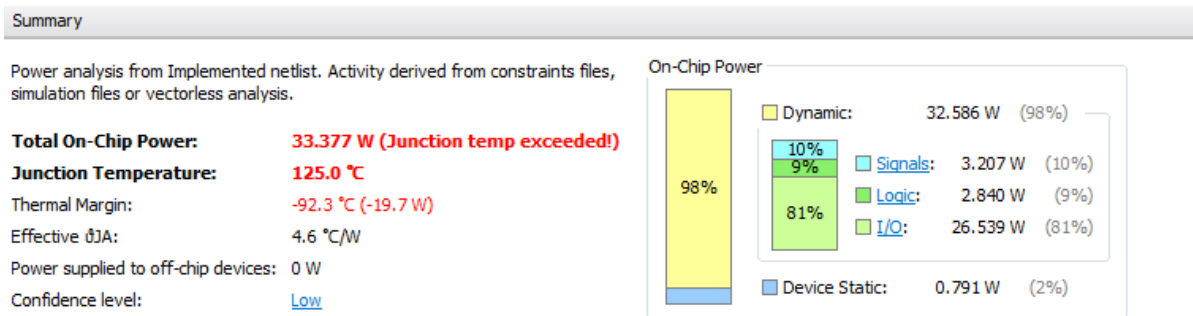 Summary
Power analysis from Implemented netlist. Activity derived from constraints files,
simulation files or vectorless analysis.
Total On-Chip Power: 33.377 W (Junction temp exceeded!)
Junction Temperature: 125.0 °C
Thermal Margin: -92.3 °C (-19.7 W)
Effective ϑJA: 4.6 °C/W
Power supplied to off-chip devices: 0 W
Confidence level: Low
On-Chip Power
98%
Dynamic: 32.586 W (98%)
10%
9%
81%
Signals: 3.207 W (10%)
Logic: 2.840 W (9%)
I/O: 26.539 W (81%)
Device Static: 0.791 W (2%)